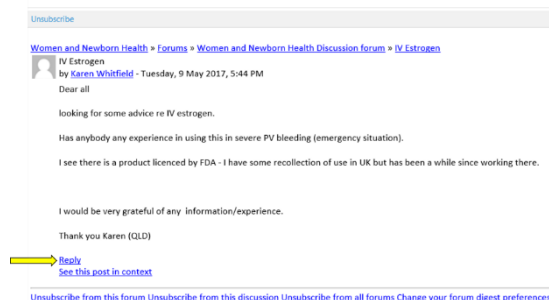 Unsubscribe
Women and Newborn Health » Forums » Women and Newborn Health Discussion forum » IV Estrogen
IV Estrogen
by Karen Whitfield - Tuesday, 9 May 2017, 5:44 PM
Dear all
looking for some advice re IV estrogen.
Has anybody any experience in using this in severe PV bleeding (emergency situation).
I see there is a product licenced by FDA - I have some recollection of use in UK but has been a while since working there.
I would be very grateful of any information/experience.
Thank you Karen (QLD)
Reply
See this post in context
Unsubscribe from this forum Unsubscribe from this discussion Unsubscribe from all forums Change your forum digest preferences